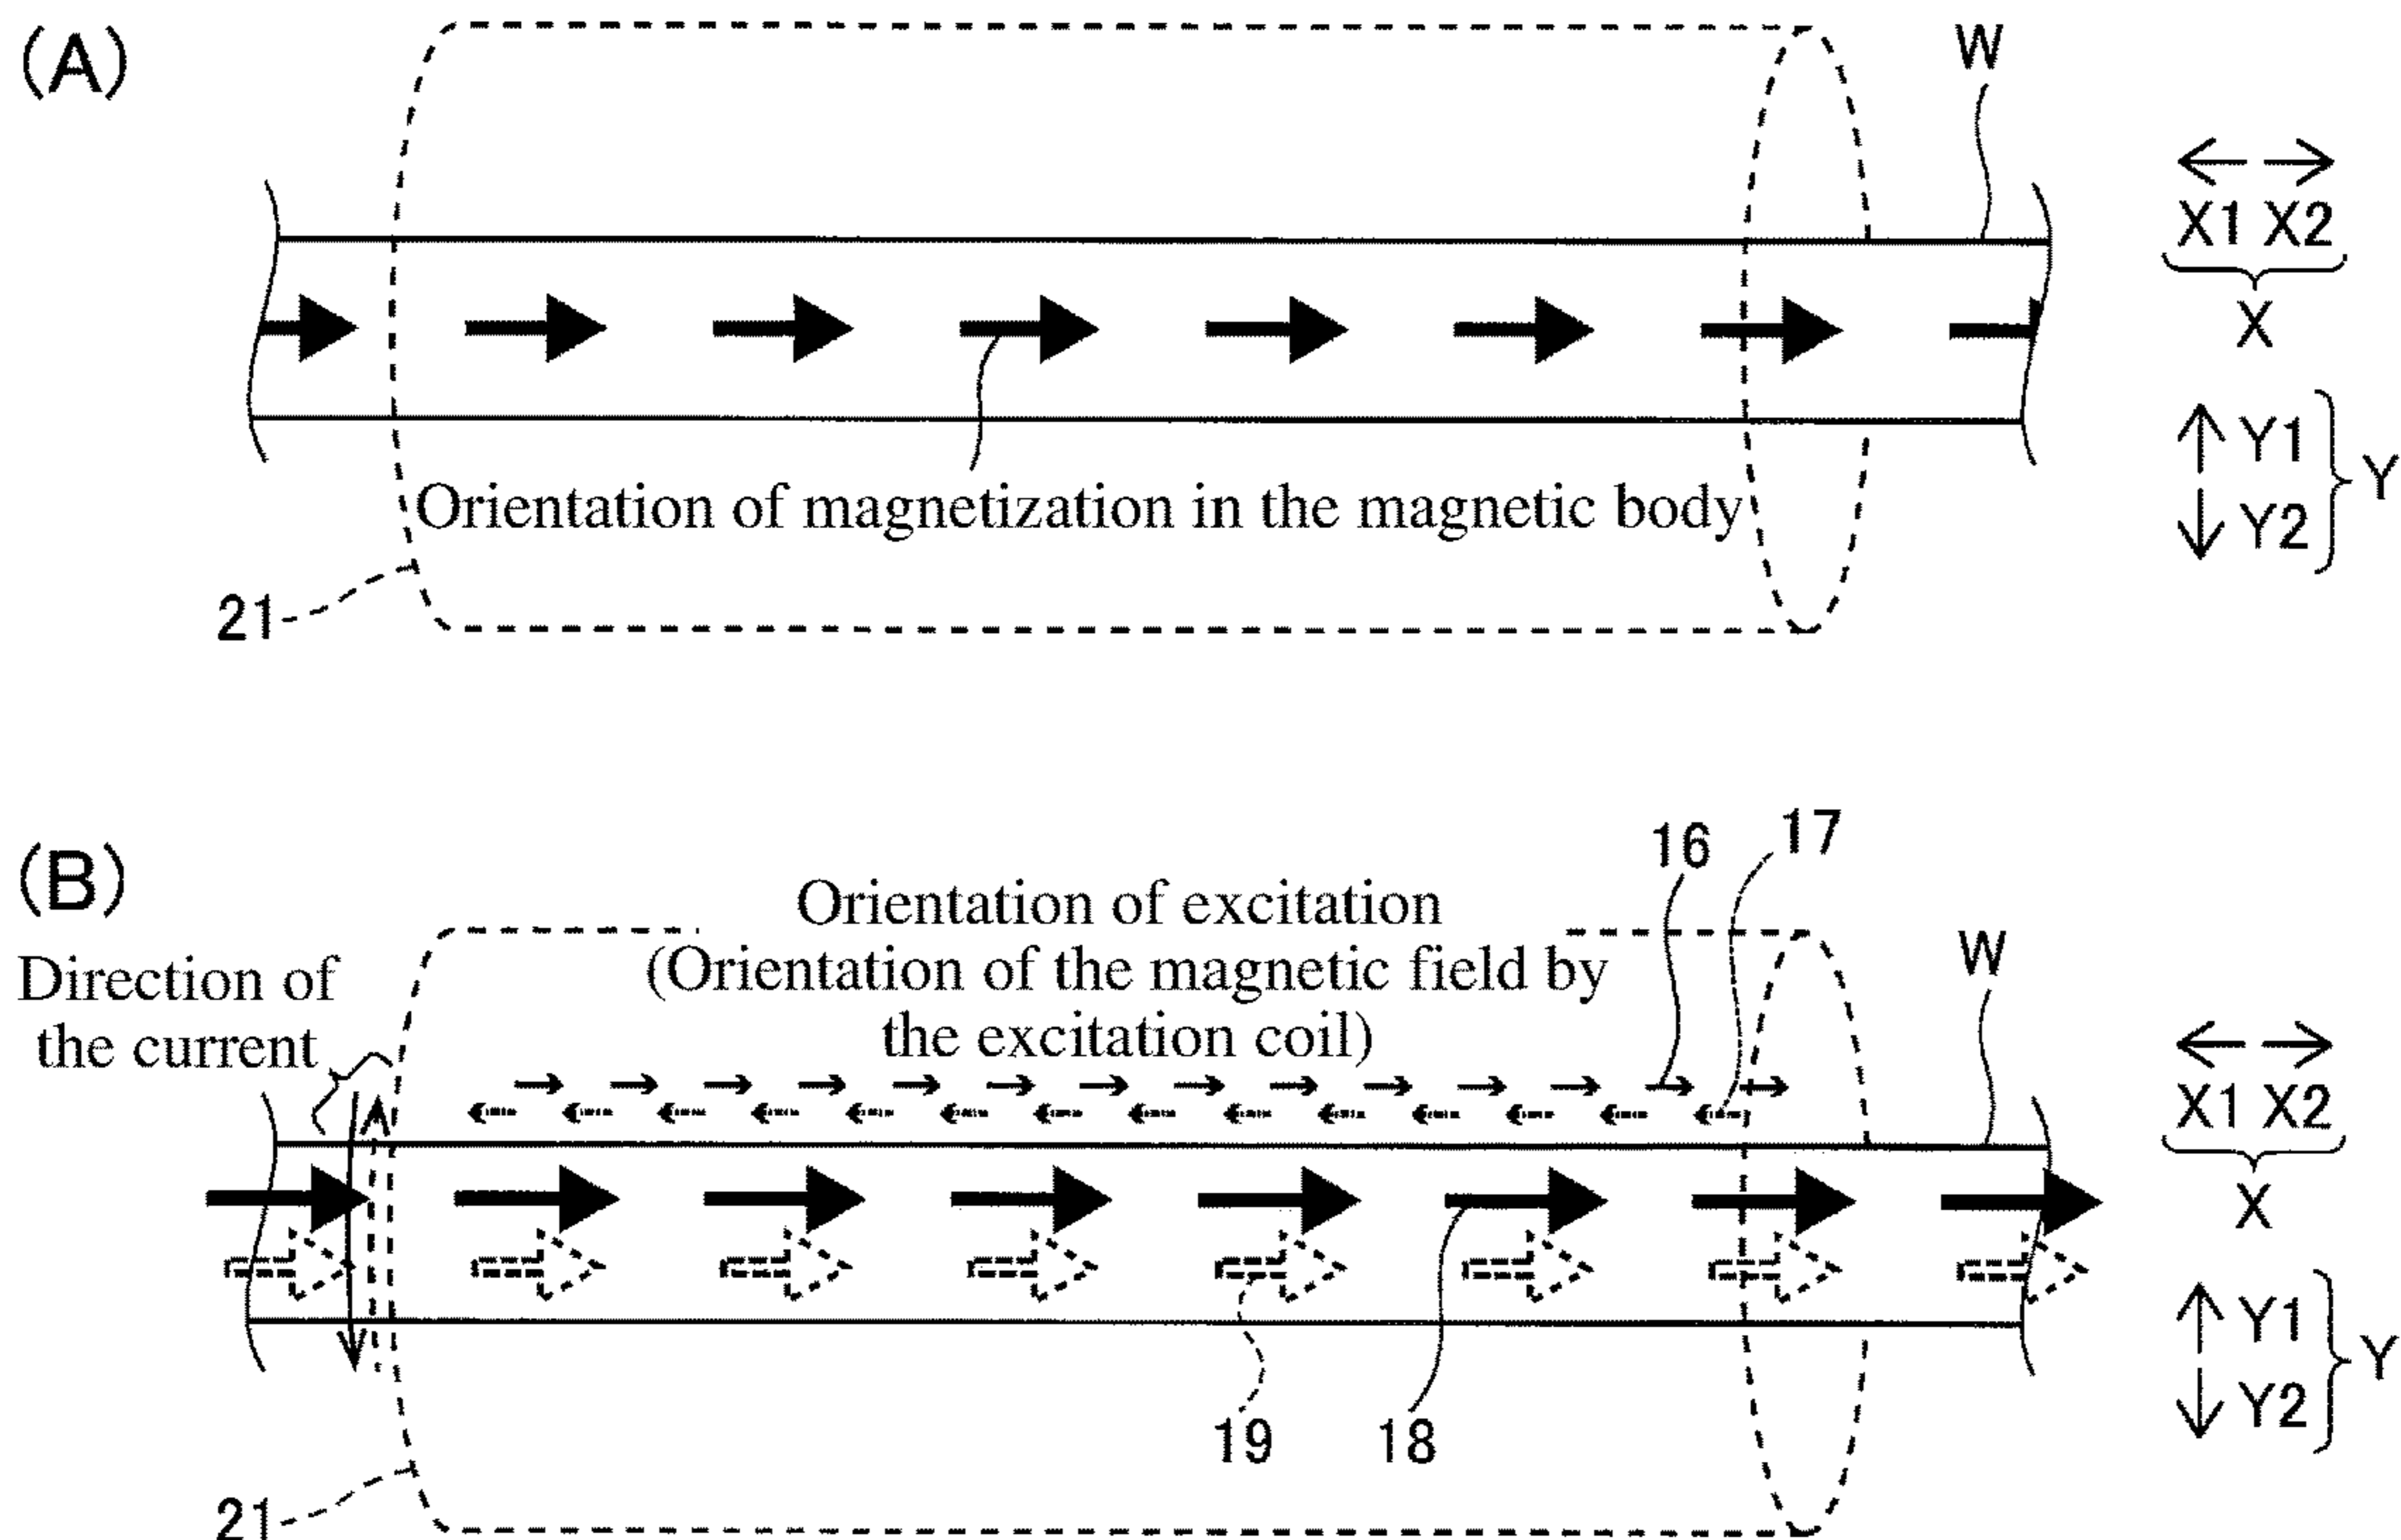 (A)
W
X1 X2
X
Y1
Y
Y2
Orientation of magnetization in the magnetic body
21
(B)
16
17
Orientation of excitation
(Orientation of the magnetic field by
the excitation coil)
Direction of
the current
W
X1 X2
X
Y1
Y
Y2
19
18
21